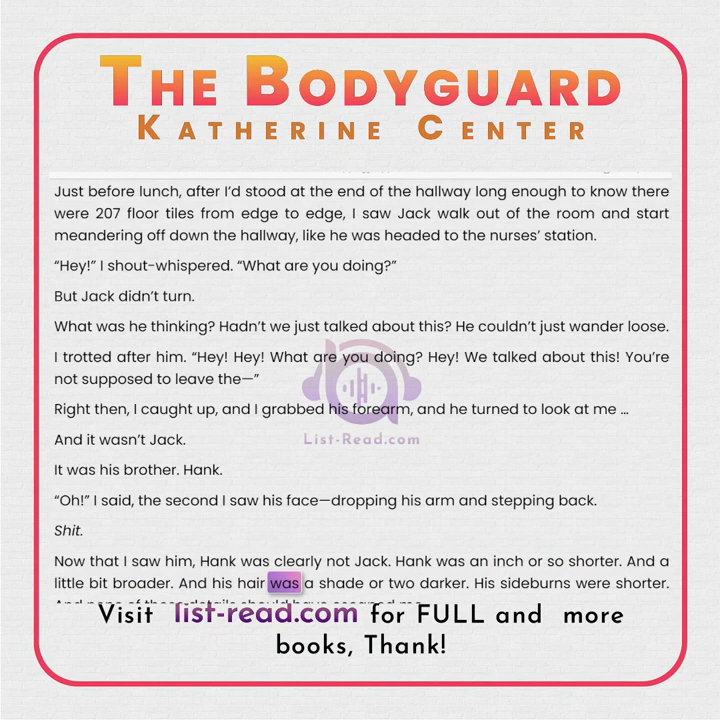 THE BODYGUARD
KATHERINE CENTER
Just before lunch, after I'd stood at the end of the hallway long enough to know there
were 207 floor tiles from edge to edge, I saw Jack walk out of the room and start
meandering off down the hallway, like he was headed to the nurses' station.
"Hey!" I shout-whispered. "What are you doing?"
But Jack didn't turn.
What was he thinking? Hadn't we just talked about this? He couldn't just wander loose.
I trotted after him. "Hey! Hey! What are you doing? Hey! We talked about this! You're
not supposed to leave the—"
Right then, I caught up, and I grabbed his forearm, and he turned to look at me …
List-Read.com
And it wasn't Jack.
It was his brother. Hank.
"Oh!" I said, the second I saw his face—dropping his arm and stepping back.
Shit.
Now that I saw him, Hank was clearly not Jack. Hank was an inch or so shorter. And a
little bit broader. And his hair was a shade or two darker. His sideburns were shorter.
Visit list-read.com for FULL and more
books, Thank!